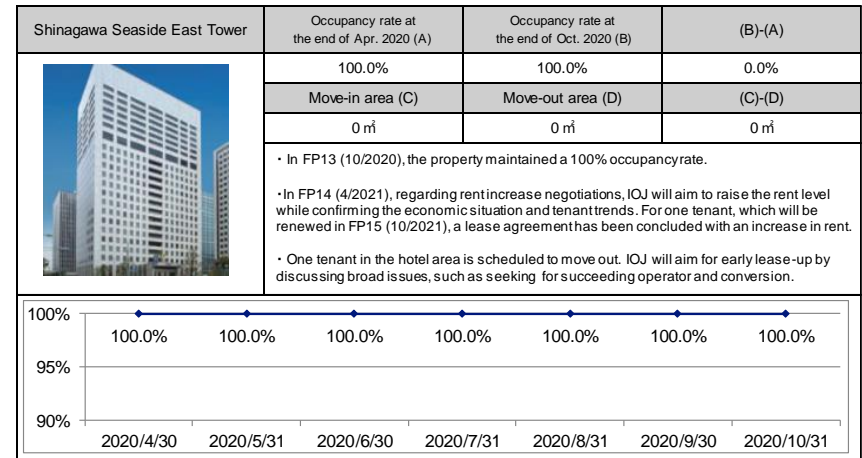 Shinagawa Seaside East Tower
Occupancy rate at
the end of Apr. 2020 (A)
Occupancy rate at
the end of Oct. 2020 (B)
(B)-(A)
100.0%
100.0%
0.0%
Move-in area (C)
Move-out area (D)
(C)-(D)
0 ㎡
0 ㎡
0 ㎡
・In FP13 (10/2020), the property maintained a 100% occupancy rate.
・In FP14 (4/2021), regarding rent increase negotiations, IOJ will aim to raise the rent level
while confirming the economic situation and tenant trends. For one tenant, which will be
renewed in FP15 (10/2021), a lease agreement has been concluded with an increase in rent.
・One tenant in the hotel area is scheduled to move out. IOJ will aim for early lease-up by
discussing broad issues, such as seeking for succeeding operator and conversion.
100%
100.0% 100.0% 100.0% 100.0% 100.0% 100.0% 100.0%
95%
90%
2020/4/30 2020/5/31 2020/6/30 2020/7/31 2020/8/31 2020/9/30 2020/10/31